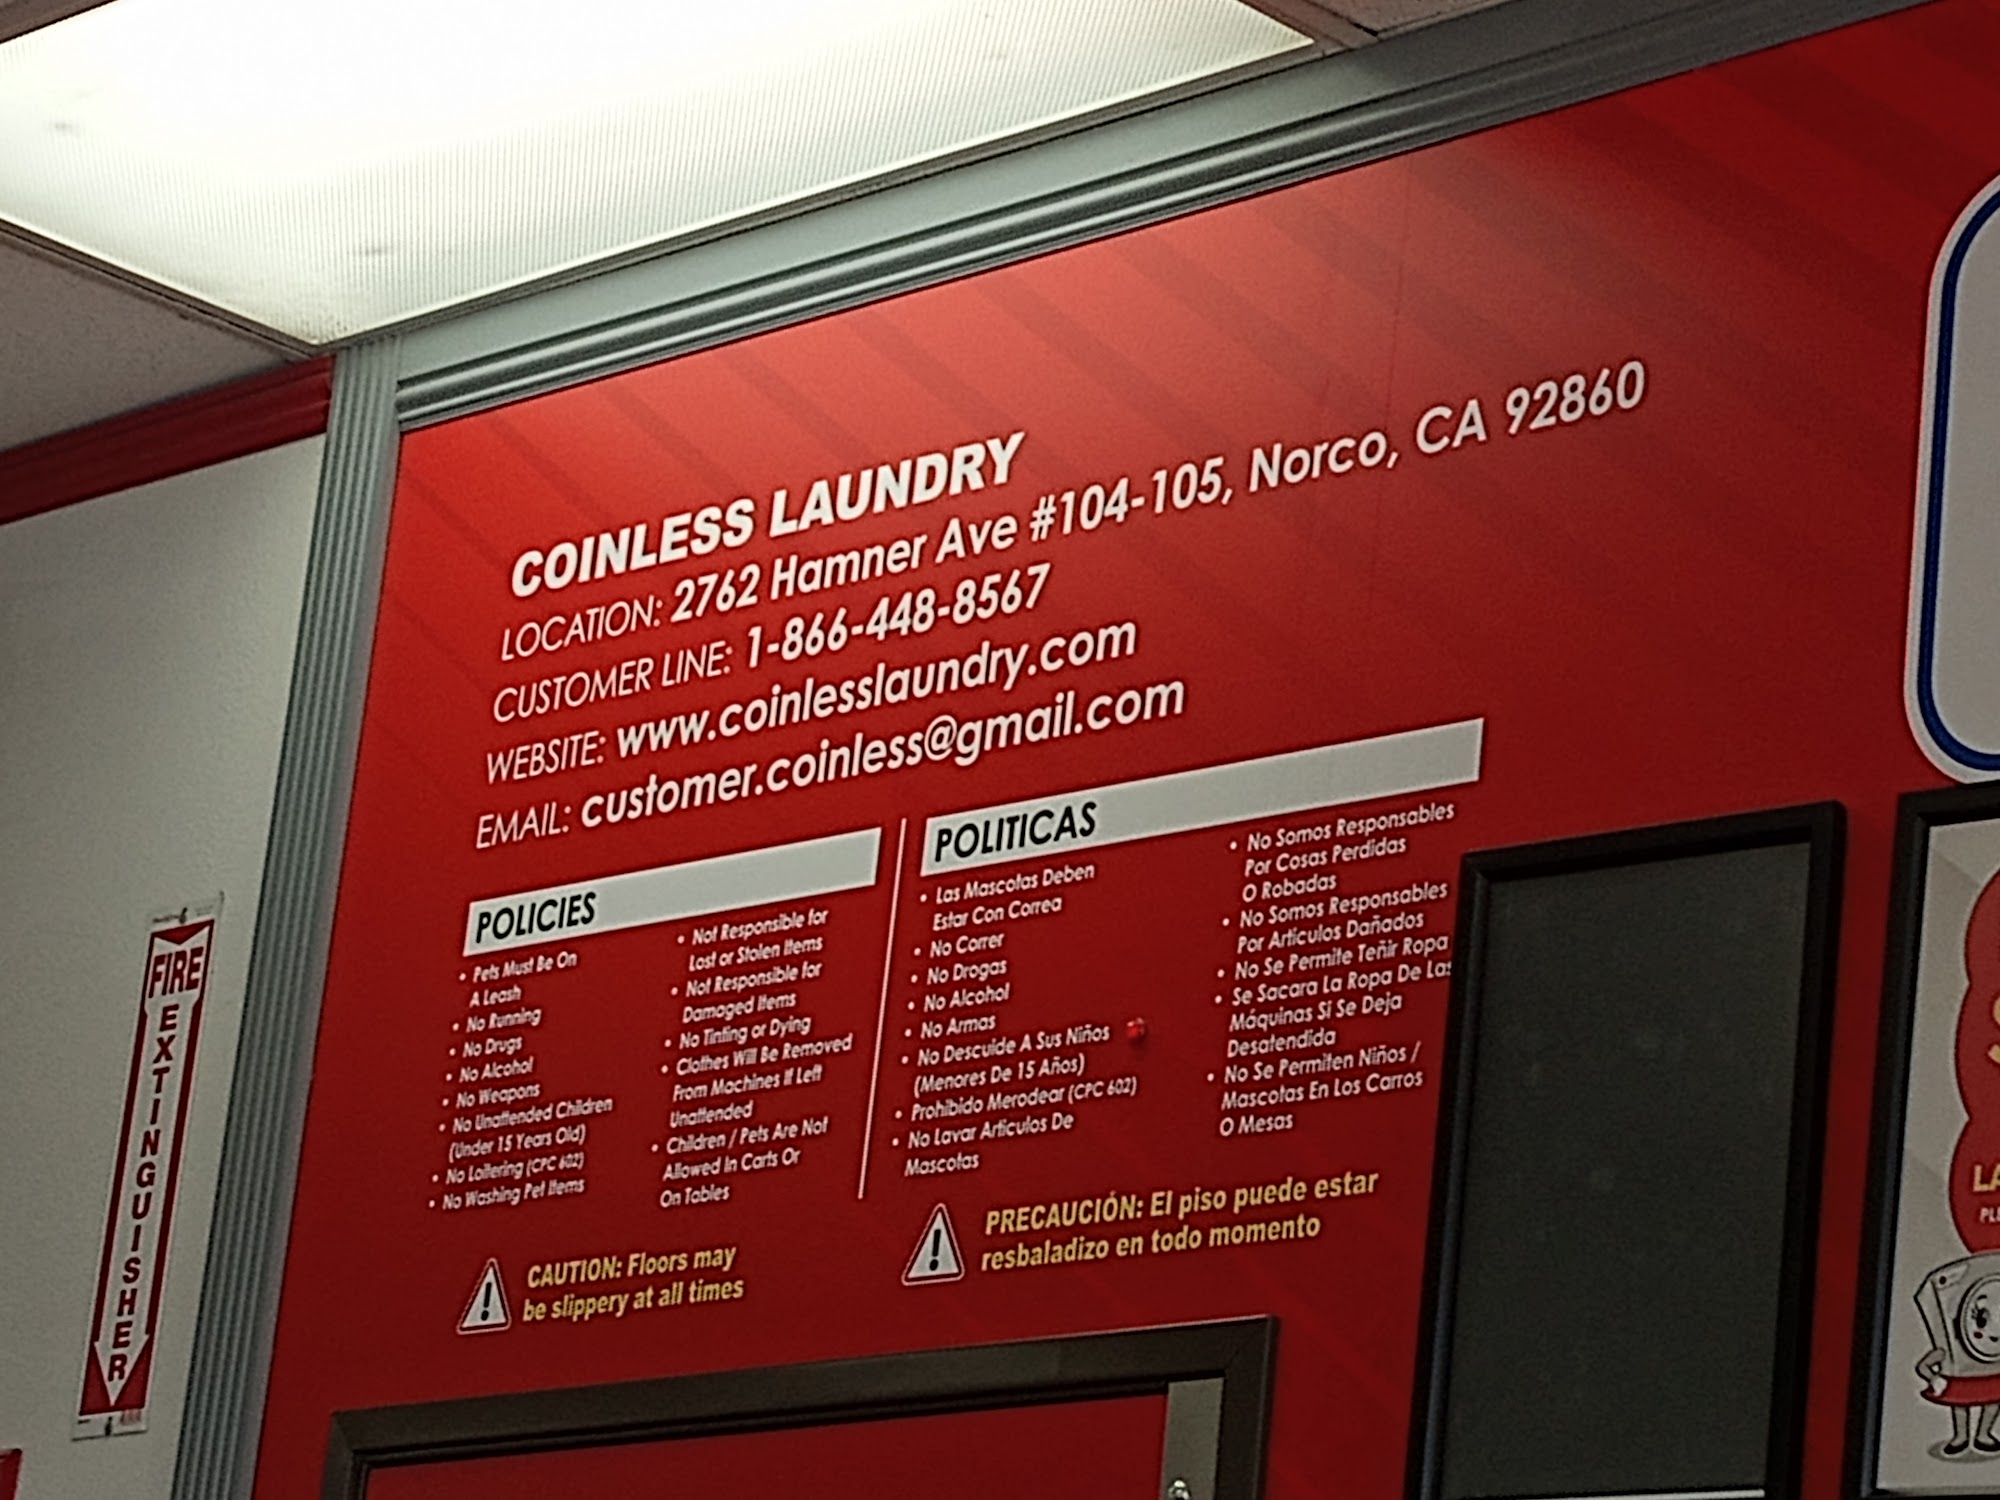 COINLESS LAUNDRY
LOCATION: 2762 Hamner Ave #104-105, Norco, CA 92860
CUSTOMER LINE: 1-866-448-8567
WEBSITE: www.coinlesslaundry.com
EMAIL: customer.coinless@gmail.com
POLICIES
• Pets Must Be On
A Leash
• No Running
• No Drugs
• No Alcohol
• No Weapons
• No Unattended Children
(Under 15 Years Old)
• No Loitering (CPC 602)
• No Washing Pet Items
• Not Responsible for
Lost or Stolen Items
• Not Responsible for
Damaged Items
• No Tinting or Dying
• Clothes Will Be Removed
From Machines If Left
Unattended
• Children / Pets Are Not
Allowed In Carts Or
On Tables
CAUTION: Floors may
be slippery at all times
POLITICAS
• Las Mascotas Deben
Estar Con Correa
• No Correr
• No Drogas
• No Alcohol
• No Armas
• No Descuide A Sus Niños
(Menores De 15 Años)
• Prohibido Merodear (CPC 602)
• No Lavar Articulos De
Mascotas
• No Somos Responsables
Por Cosas Perdidas
O Robadas
• No Somos Responsables
Por Articulos Dañados
• No Se Permite Teñir Ropa
• Se Sacara La Ropa De Las
Máquinas Si Se Deja
Desatendida
• No Se Permiten Niños /
Mascotas En Los Carros
O Mesas
PRECAUCIÓN: El piso puede estar
resbaladizo en todo momento
FIRE
EXTINGUISHER